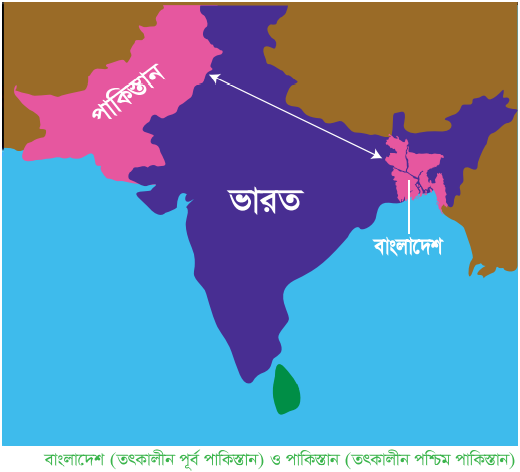 পাকিস্তান
ভারত
বাংলাদেশ
বাংলাদেশ (তৎকালীন পূর্ব পাকিস্তান) ও পাকিস্তান (তৎকালীন পশ্চিম পাকিস্তান)